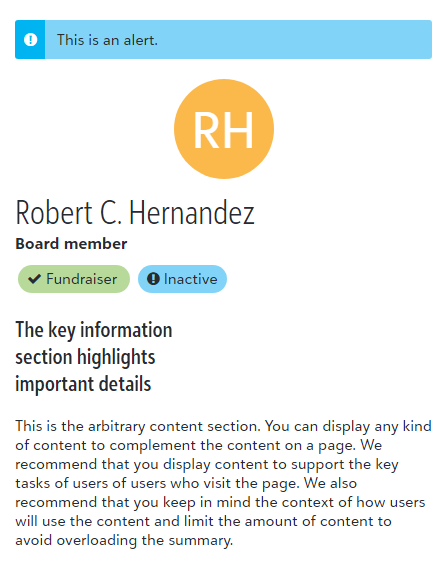 This is an alert.
RH
Robert C. Hernandez
Board member
Fundraiser
Inactive
The key information
section highlights
important details
This is the arbitrary content section. You can display any kind
of content to complement the content on a page. We
recommend that you display content to support the key
tasks of users of users who visit the page. We also
recommend that you keep in mind the context of how users
will use the content and limit the amount of content to
avoid overloading the summary.